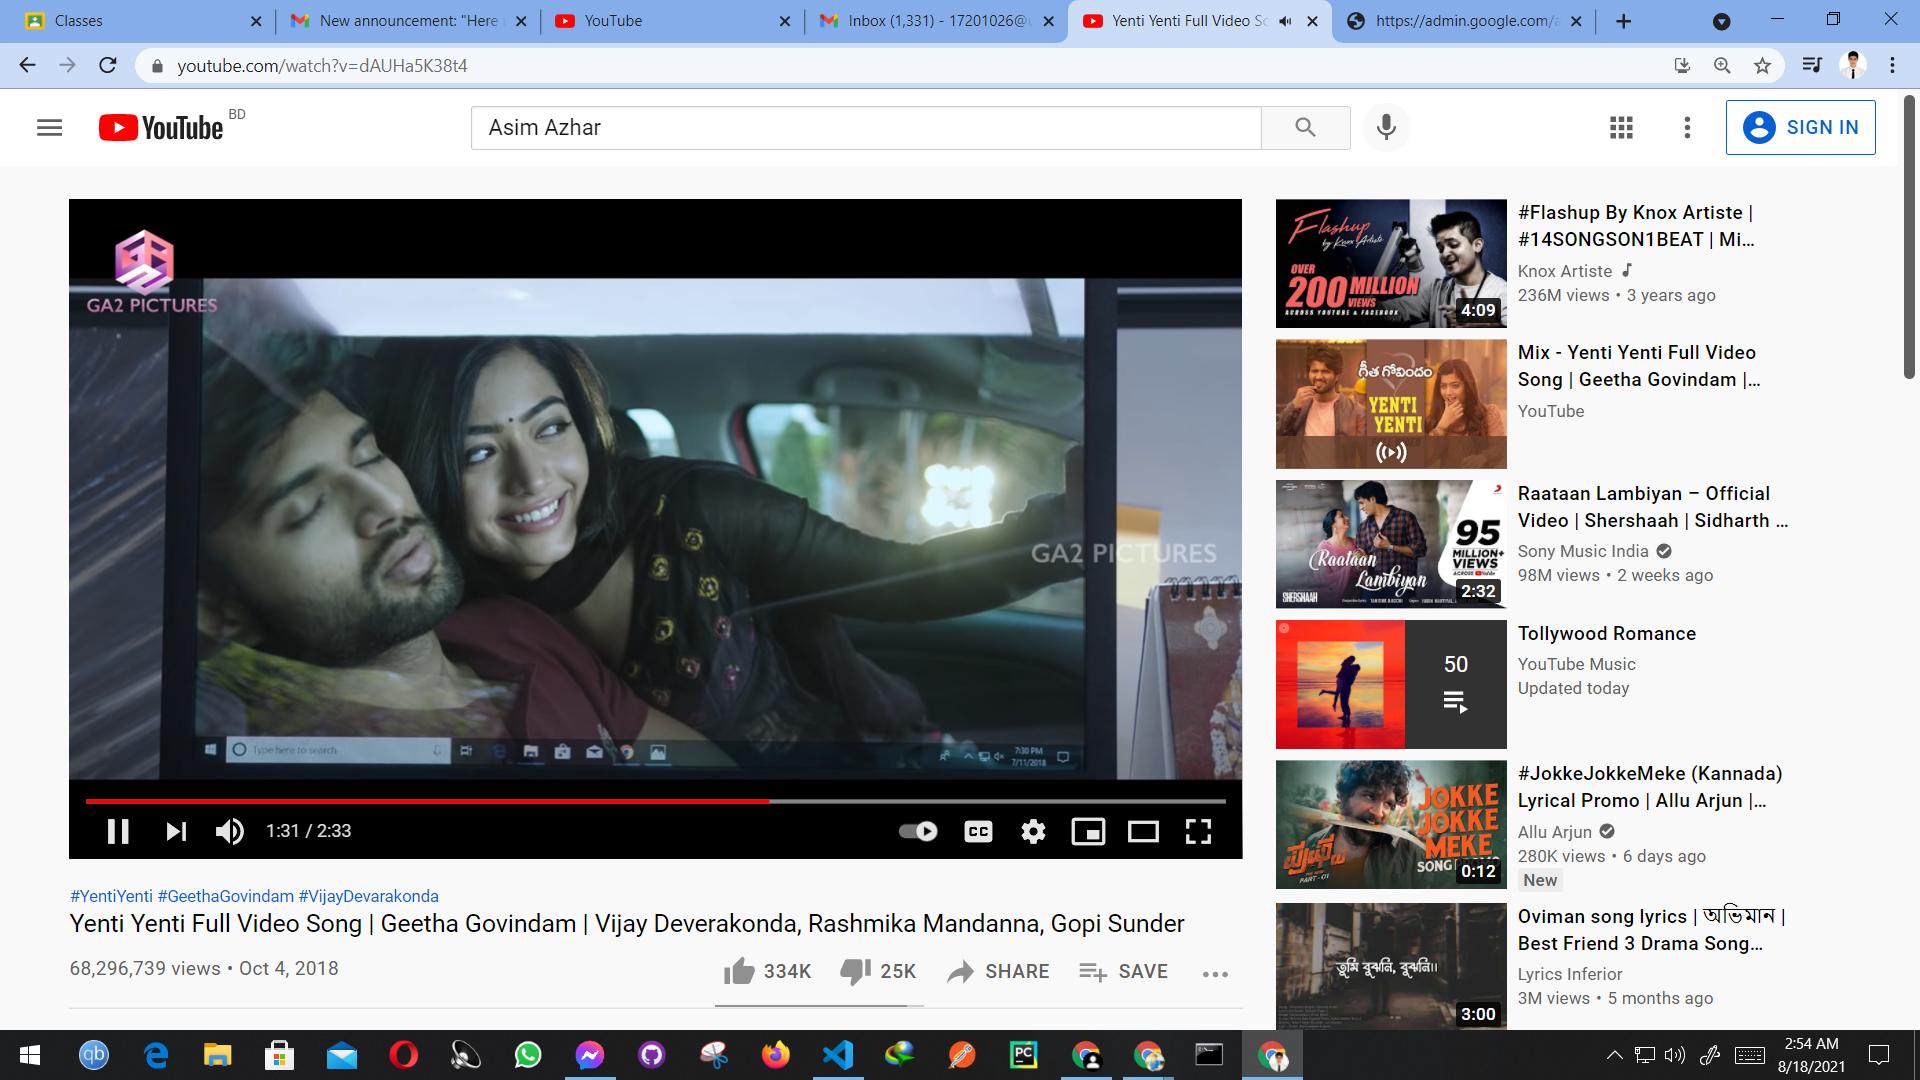 Classes
New announcement: "Here
YouTube
Inbox (1,331) - 17201026@
Yenti Yenti Full Video S
https://admin.google.com/a
youtube.com/watch?v=dAUHa5K38t4
YouTube BD
Asim Azhar
SIGN IN
GA2 PICTURES
GA2 PICTURES
Type here to search
7:30 PM
7/11/2018
1:31 / 2:33
CC
#YentiYenti #GeethaGovindam #VijayDevarakonda
Yenti Yenti Full Video Song | Geetha Govindam | Vijay Deverakonda, Rashmika Mandanna, Gopi Sunder
68,296,739 views • Oct 4, 2018
334K
25K
SHARE
SAVE
Flashup
by Knox Artiste
OVER
200 MILLION
VIEWS
ACROSS YOUTUBE & FACEBOOK
4:09
#Flashup By Knox Artiste |
#14SONGSON1BEAT | Mi...
Knox Artiste
236M views • 3 years ago
గీత గోవిందం
YENTI
YENTI
Mix - Yenti Yenti Full Video
Song | Geetha Govindam |...
YouTube
95
MILLION+
VIEWS
Raataan
Lambiyan
SHERSHAAH
2:32
Raataan Lambiyan – Official
Video | Shershaah | Sidharth ...
Sony Music India
98M views • 2 weeks ago
50
Tollywood Romance
YouTube Music
Updated today
JOKKE
JOKKE
MEKE
SONG
ಪುಷ್ಪ
PART-01
0:12
#JokkeJokkeMeke (Kannada)
Lyrical Promo | Allu Arjun |...
Allu Arjun
280K views • 6 days ago
New
তুমি বুঝনি, বুঝনি।।
3:00
Oviman song lyrics | অভিমান |
Best Friend 3 Drama Song...
Lyrics Inferior
3M views • 5 months ago
qb
PC
2:54 AM
8/18/2021